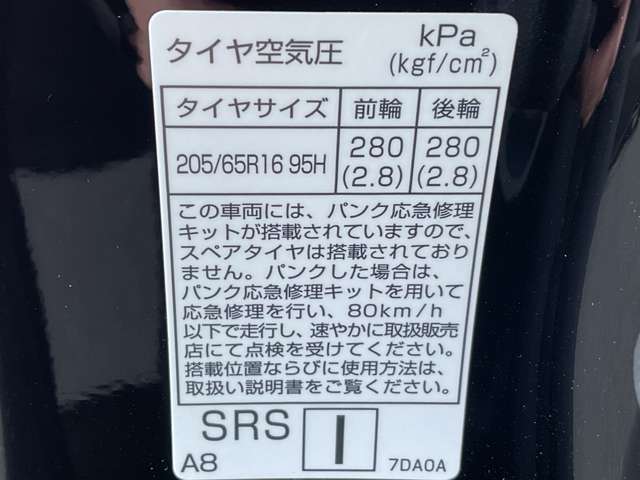 タイヤ空気圧 kPa
(kgf/cm²)
タイヤサイズ 前輪 後輪
205/65R16 95H 280 280
(2.8) (2.8)
この車両には、パンク応急修理
キットが搭載されていますので、
スペアタイヤは搭載されており
ません。パンクした場合は、
パンク応急修理キットを用いて
応急修理を行い、80km/h
以下で走行し、速やかに取扱販売
店にて点検を受けてください。
搭載位置ならびに使用方法は、
取扱い説明書をご覧ください。
SRS I
A8 7DA0A